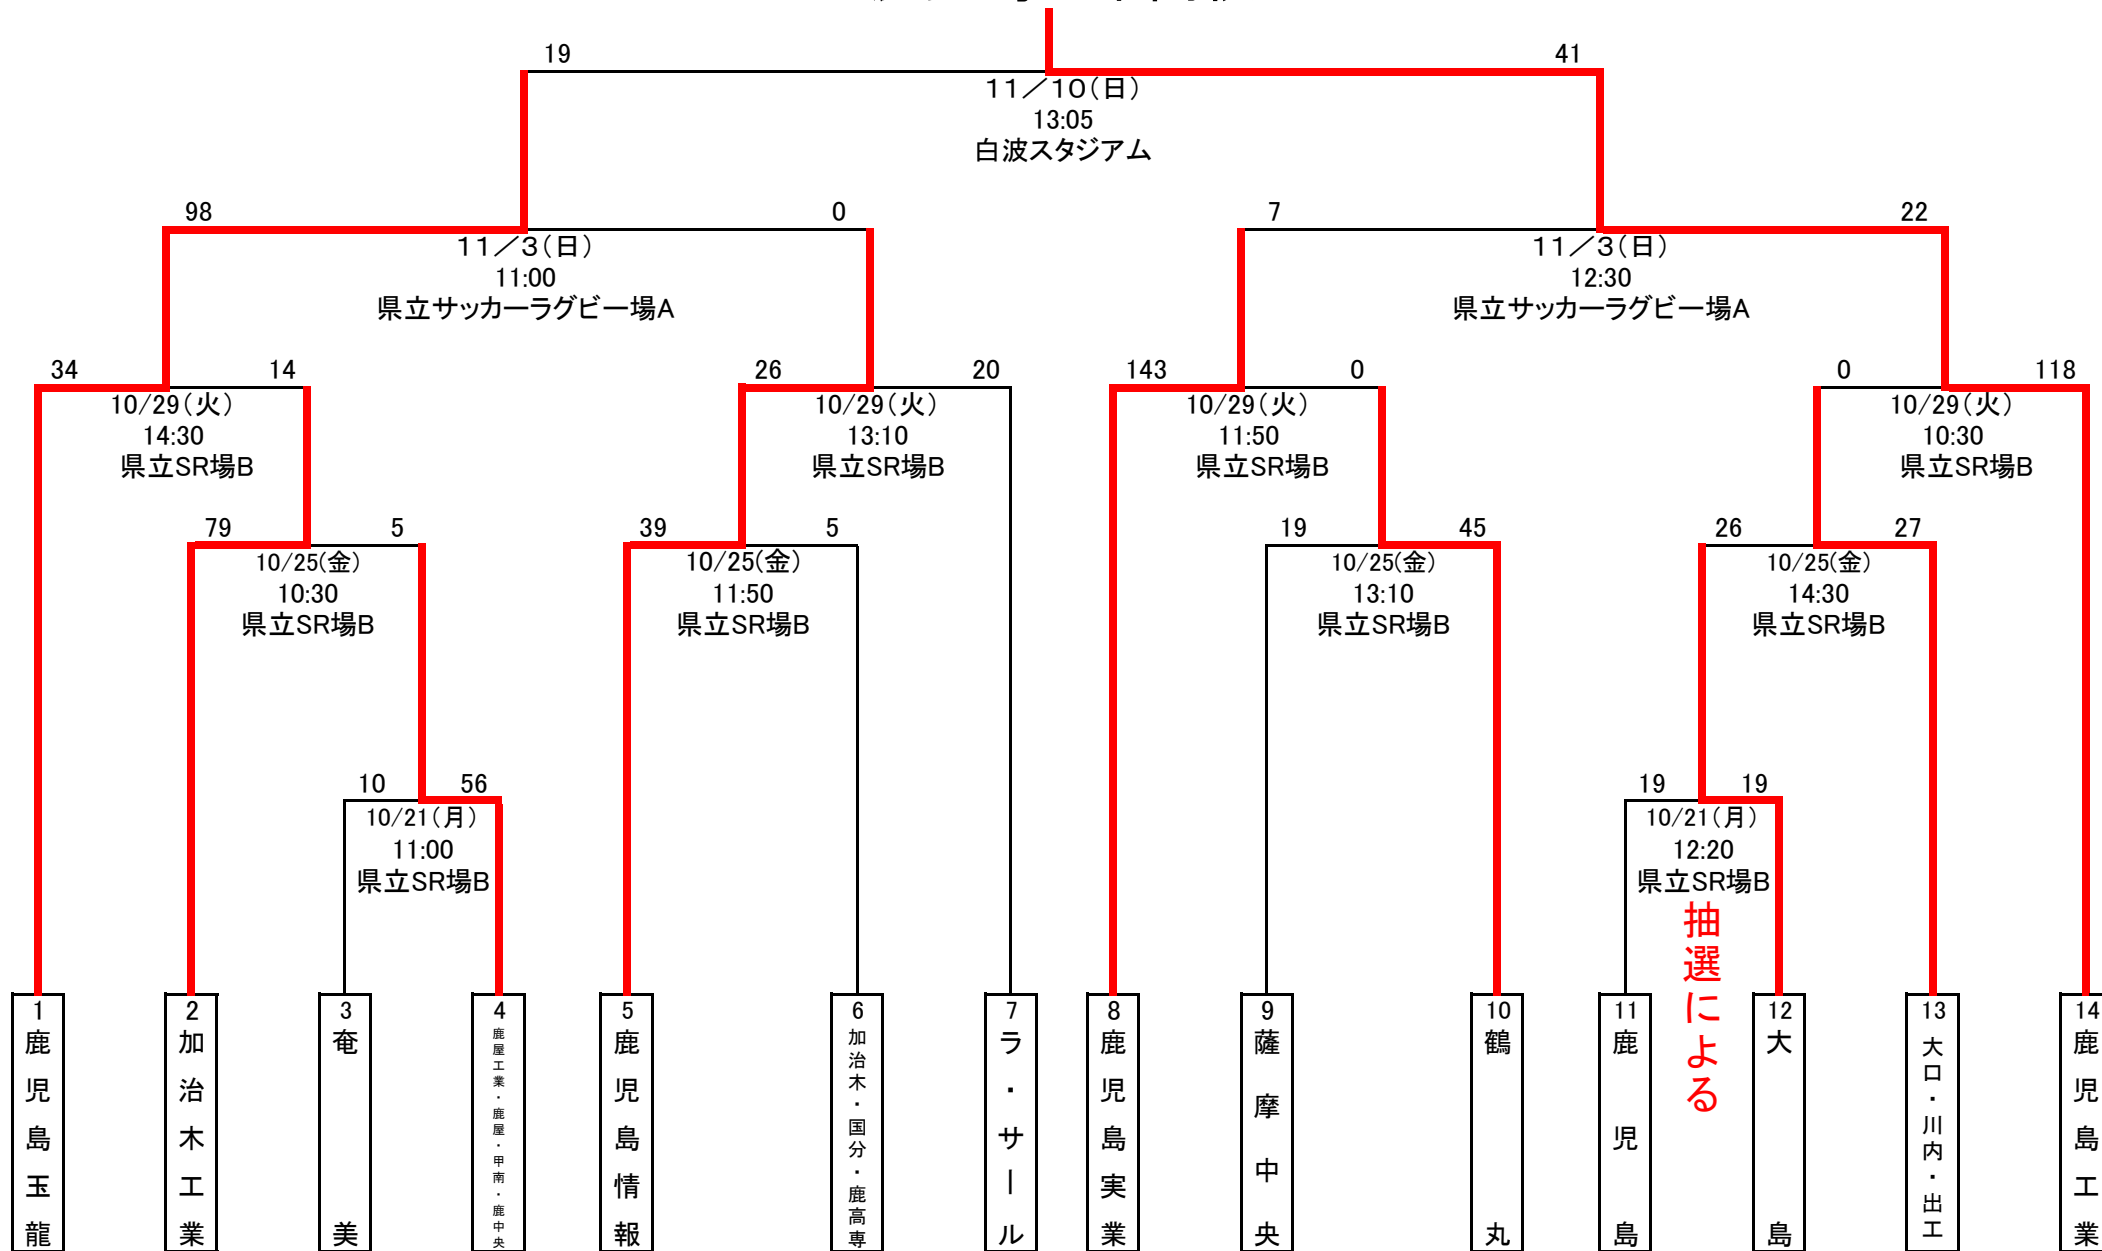 19 41
11／10(日)
13:05
白波スタジアム
98 0 7 22
11／3(日) 11／3(日)
11:00 12:30
県立サッカーラグビー場A 県立サッカーラグビー場A
34 14 26 20 143 0 0 118
10/29(火) 10/29(火) 10/29(火) 10/29(火)
14:30 13:10 11:50 10:30
県立SR場B 県立SR場B 県立SR場B 県立SR場B
79 5 39 5 19 45 26 27
10/25(金) 10/25(金) 10/25(金) 10/25(金)
10:30 11:50 13:10 14:30
県立SR場B 県立SR場B 県立SR場B 県立SR場B
10 56 19 19
10/21(月) 10/21(月)
11:00 12:20
県立SR場B 県立SR場B
抽選による
1 鹿児島玉龍
2 加治木工業
3 奄美
4 鹿屋工業・鹿屋・甲南・鹿中央
5 鹿児島情報
6 加治木・国分・鹿高専
7 ラ・サール
8 鹿児島実業
9 薩摩中央
10 鶴丸
11 鹿児島
12 大島
13 大口・川内・出工
14 鹿児島工業